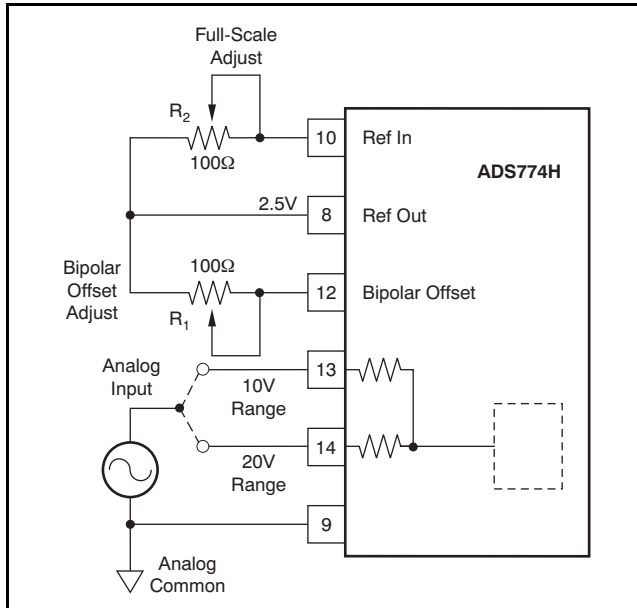 Full-Scale
Adjust
R2
100Ω
10
Ref In
ADS774H
2.5V
8
Ref Out
Bipolar
Offset
Adjust
100Ω
R1
12
Bipolar Offset
Analog
Input
10V
Range
13
20V
Range
14
9
Analog
Common